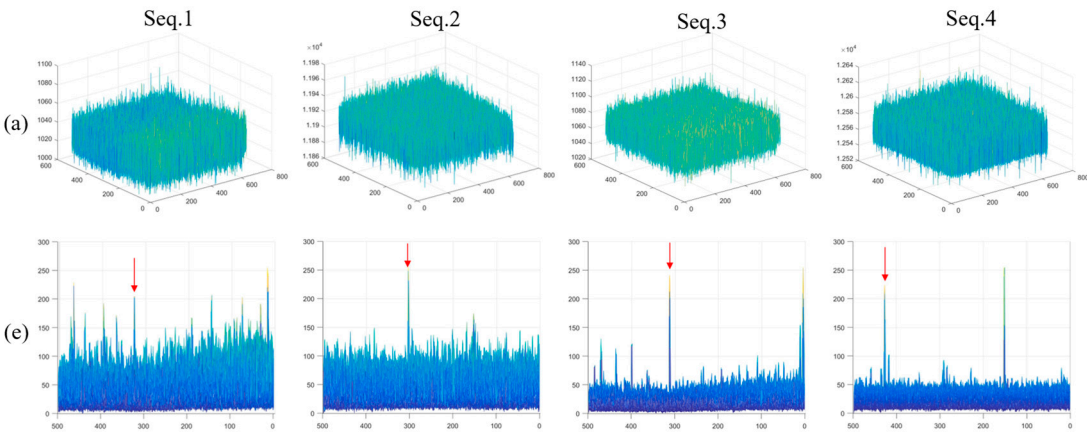 Seq.1 Seq.2 Seq.3 Seq.4
(a)
1100 1080 1060 1040 1020 1000 600 400 200 0 0 200 400 600 800
×10⁴ 1.198 1.196 1.194 1.192 1.19 1.188 1.186 600 400 200 0 0 200 400 600 800
1140 1120 1100 1080 1060 1040 1020 600 400 200 0 0 200 400 600 800
×10⁴ 1.264 1.262 1.26 1.258 1.256 1.254 1.252 600 400 200 0 0 200 400 600 800
(e)
300 250 200 150 100 50 0 500 400 300 200 100 0
300 250 200 150 100 50 0 500 400 300 200 100 0
300 250 200 150 100 50 0 500 400 300 200 100 0
300 250 200 150 100 50 0 500 400 300 200 100 0